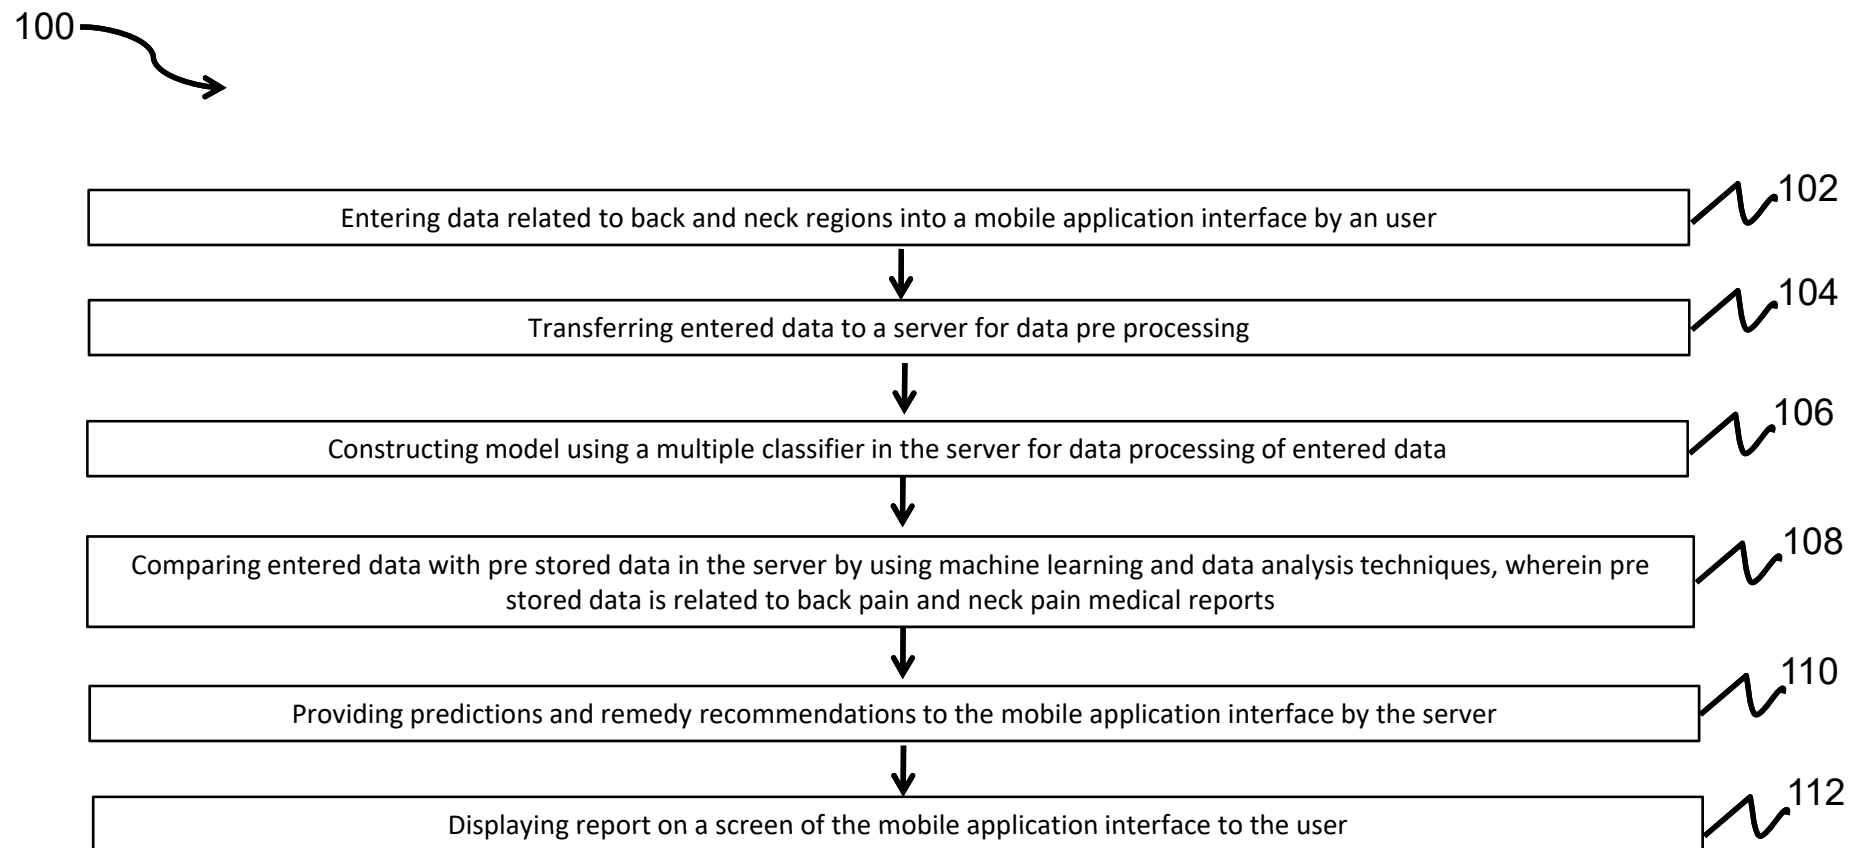 100
102
Entering data related to back and neck regions into a mobile application interface by an user
104
Transferring entered data to a server for data pre processing
106
Constructing model using a multiple classifier in the server for data processing of entered data
108
Comparing entered data with pre stored data in the server by using machine learning and data analysis techniques, wherein pre
stored data is related to back pain and neck pain medical reports
110
Providing predictions and remedy recommendations to the mobile application interface by the server
112
Displaying report on a screen of the mobile application interface to the user